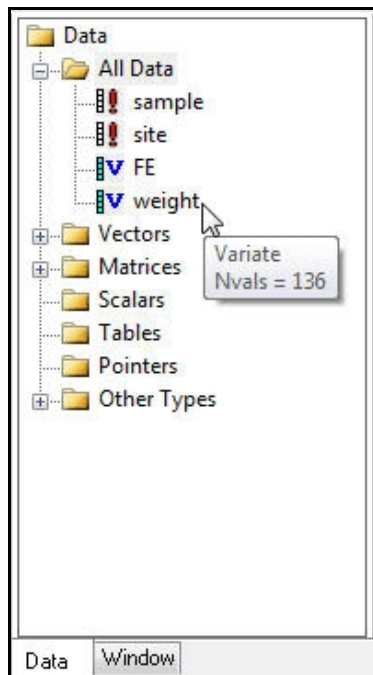 Data
All Data
sample
site
FE
weight
Vectors
Variate
Nvals = 136
Matrices
Scalars
Tables
Pointers
Other Types
Data Window